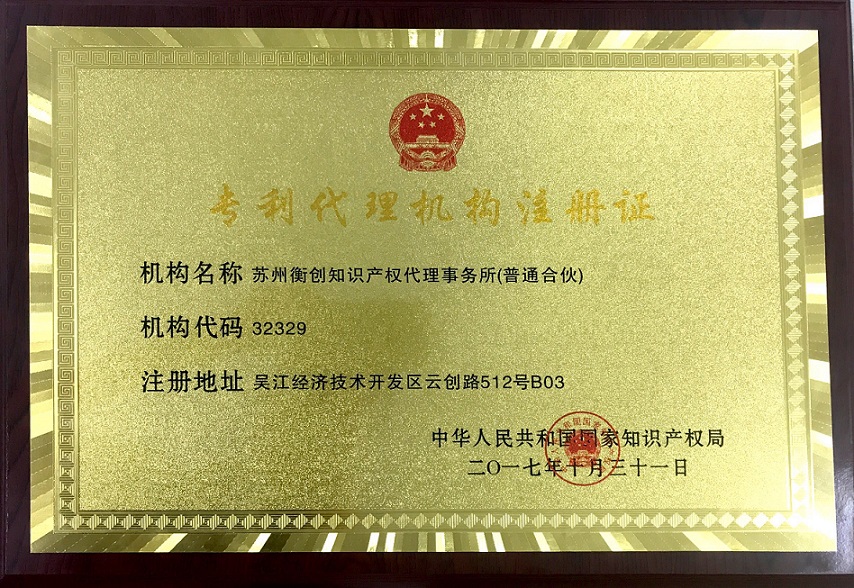 专利代理机构注册证
机构名称 苏州衡创知识产权代理事务所(普通合伙)
机构代码 32329
注册地址 吴江经济技术开发区云创路512号B03
中华人民共和国国家知识产权局
二〇一七年十月三十一日